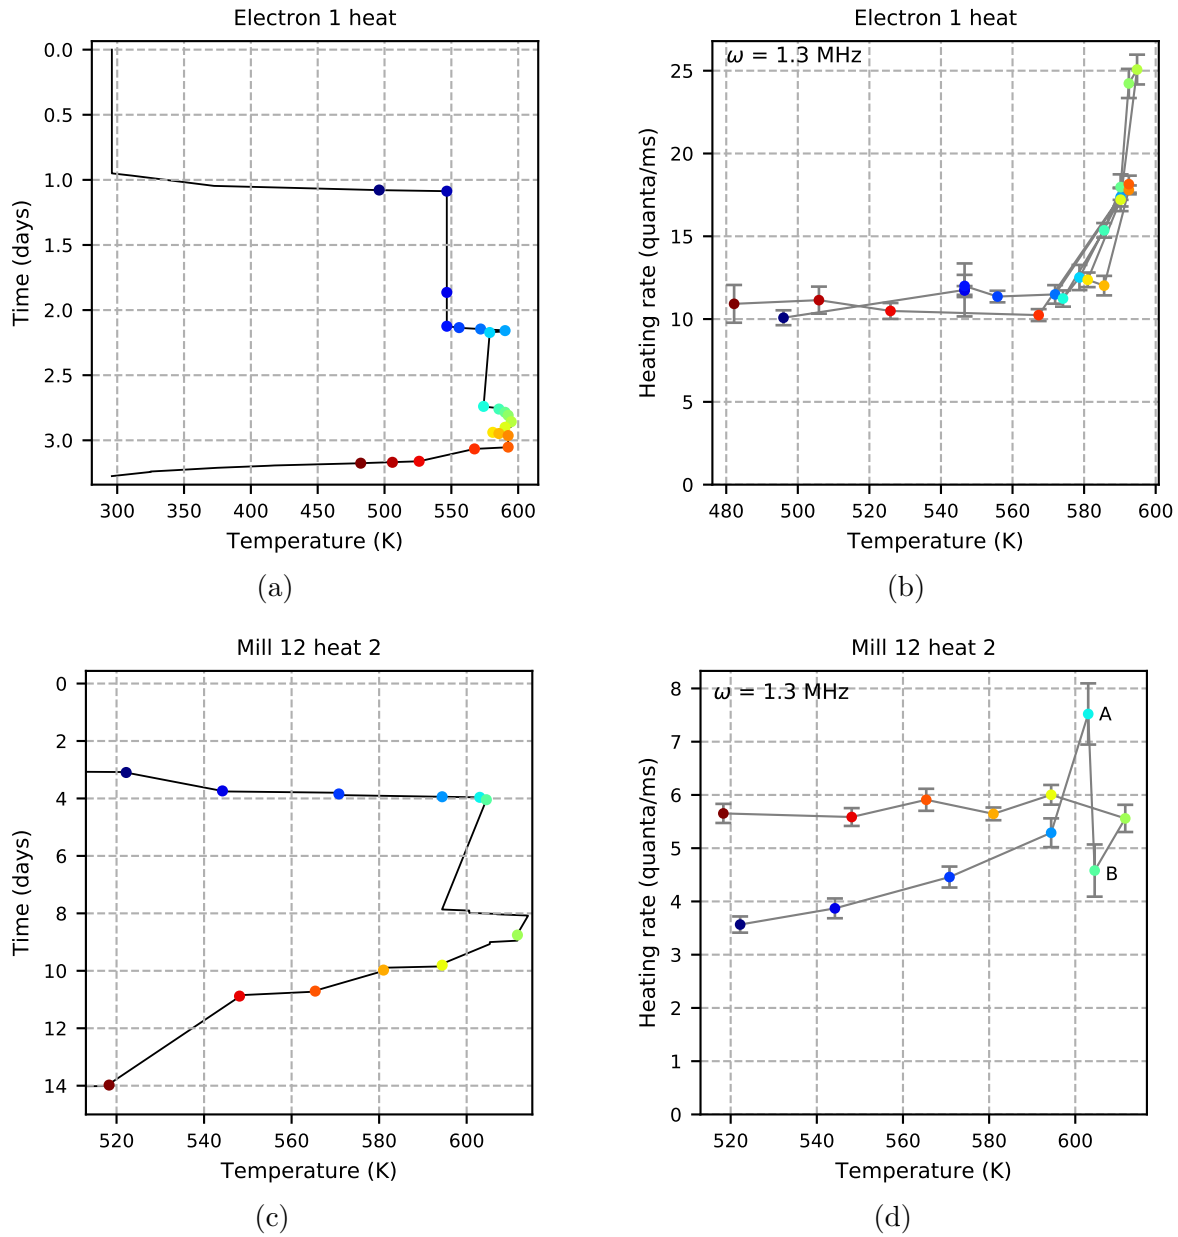 Electron 1 heat
0.0
0.5
1.0
1.5
2.0
2.5
3.0
Time (days)
300 350 400 450 500 550 600
Temperature (K)
(a)
Electron 1 heat
ω = 1.3 MHz
25
20
15
10
5
0
Heating rate (quanta/ms)
480 500 520 540 560 580 600
Temperature (K)
(b)
Mill 12 heat 2
0
2
4
6
8
10
12
14
Time (days)
520 540 560 580 600
Temperature (K)
(c)
Mill 12 heat 2
ω = 1.3 MHz
8
7
6
5
4
3
2
1
0
A
B
Heating rate (quanta/ms)
520 540 560 580 600
Temperature (K)
(d)